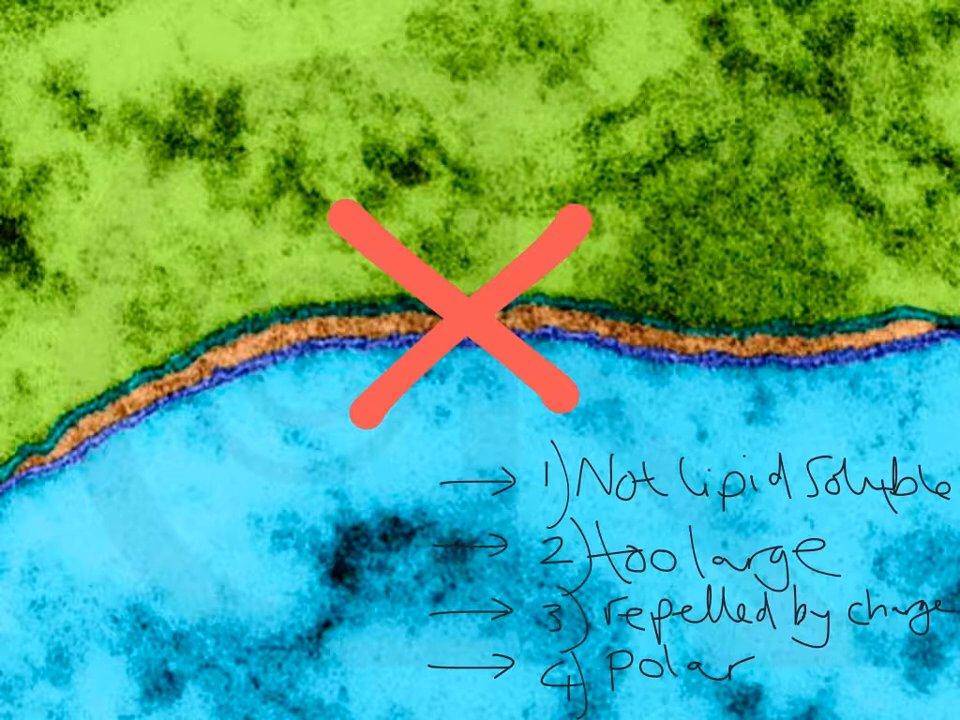 → 1) Not lipid soluble
→ 2) too large
→ 3) repelled by charge
→ 4) Polar